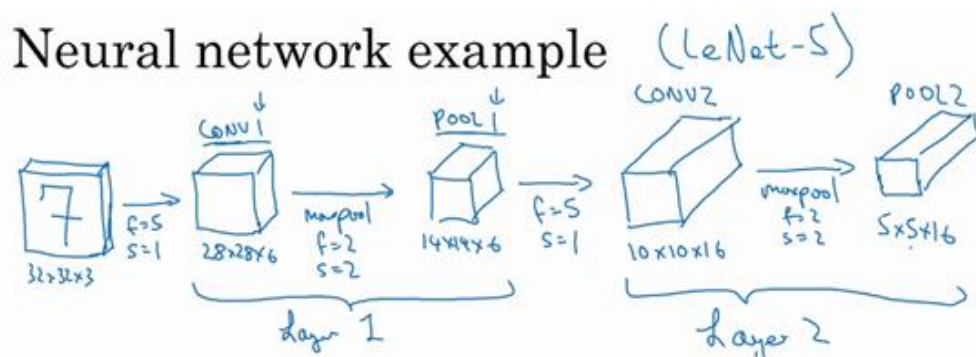 Neural network example (LeNet-5)
CONV1
POOL1
CONV2
POOL2
7
f=5
s=1
maxpool
f=2
s=2
f=5
s=1
maxpool
f=2
s=2
32×32×3
28×28×6
14×14×6
10×10×16
5×5×16
Layer 1
Layer 2